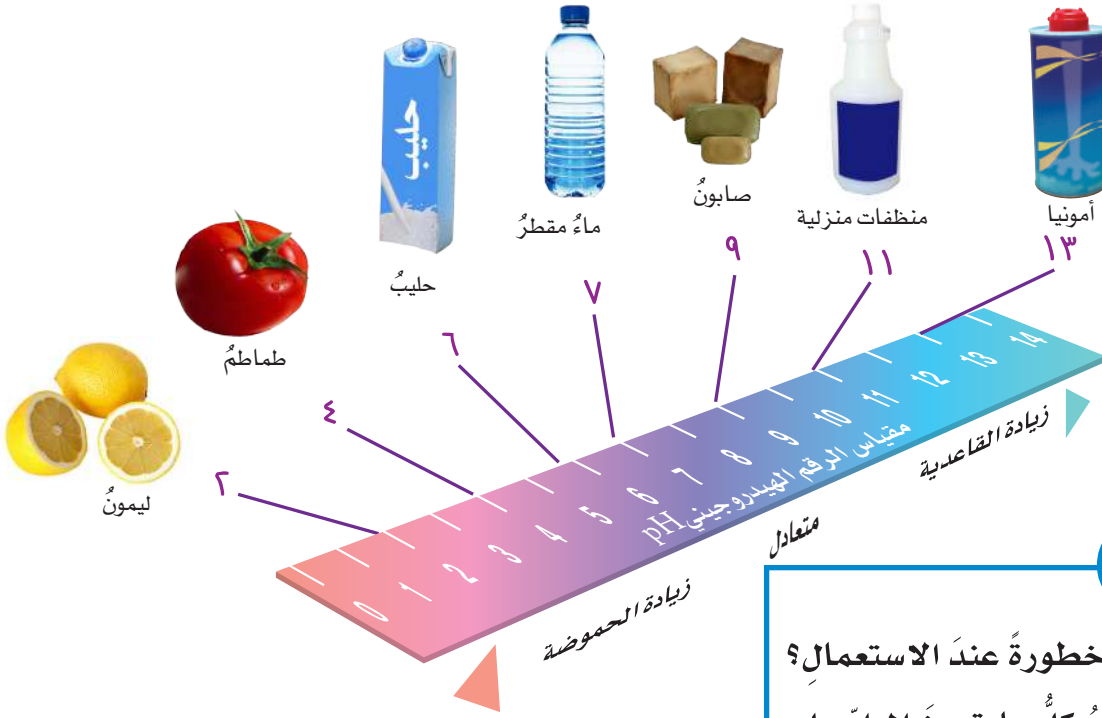 حليب
ليمونٌ
طماطمٌ
حليبٌ
ماءٌ مقطرٌ
صابونٌ
منظفات منزلية
أمونيا
٢
٤
٦
٧
٩
١١
١٣
0 1 2 3 4 5 6 7 8 9 10 11 12 13 14
مقياس الرقم الهيدروجيني pH
زيادة الحموضة
متعادل
زيادة القاعدية
خطورةً عندَ الاستعمالِ؟